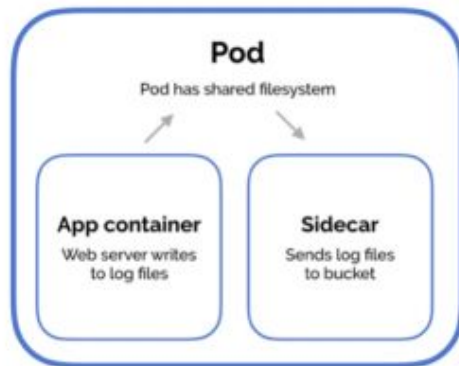 Pod
Pod has shared filesystem
App container
Web server writes
to log files
Sidecar
Sends log files
to bucket